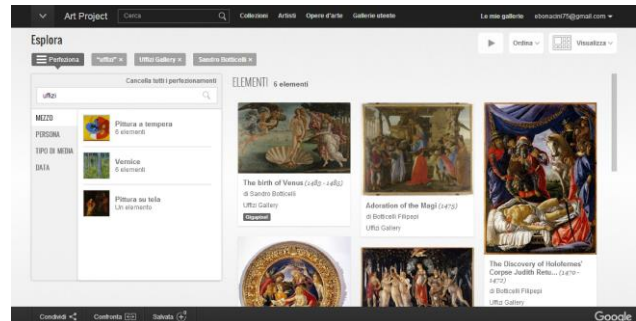 Art Project
Cerca
Collezioni Artisti Opere d'arte Gallerie utente
Le mie gallerie ebonacini75@gmail.com
Esplora
Perfeziona
"uffizi" ×
Uffizi Gallery ×
Sandro Botticelli ×
Ordina
Visualizza
Cancella tutti i perfezionamenti
uffizi
MEZZO
PERSONA
TIPO DI MEDIA
DATA
Pittura a tempera
6 elementi
Vernice
6 elementi
Pittura su tela
Un elemento
ELEMENTI 6 elementi
The birth of Venus (1483 - 1485)
di Sandro Botticelli
Uffizi Gallery
Gigapixel
Adoration of the Magi (1475)
di Botticelli Filipepi
Uffizi Gallery
The Discovery of Holofernes'
Corpse Judith Retu... (1470 -
1472)
di Botticelli Filipepi
Uffizi Gallery
Condividi
Confronta
Salvata
Google